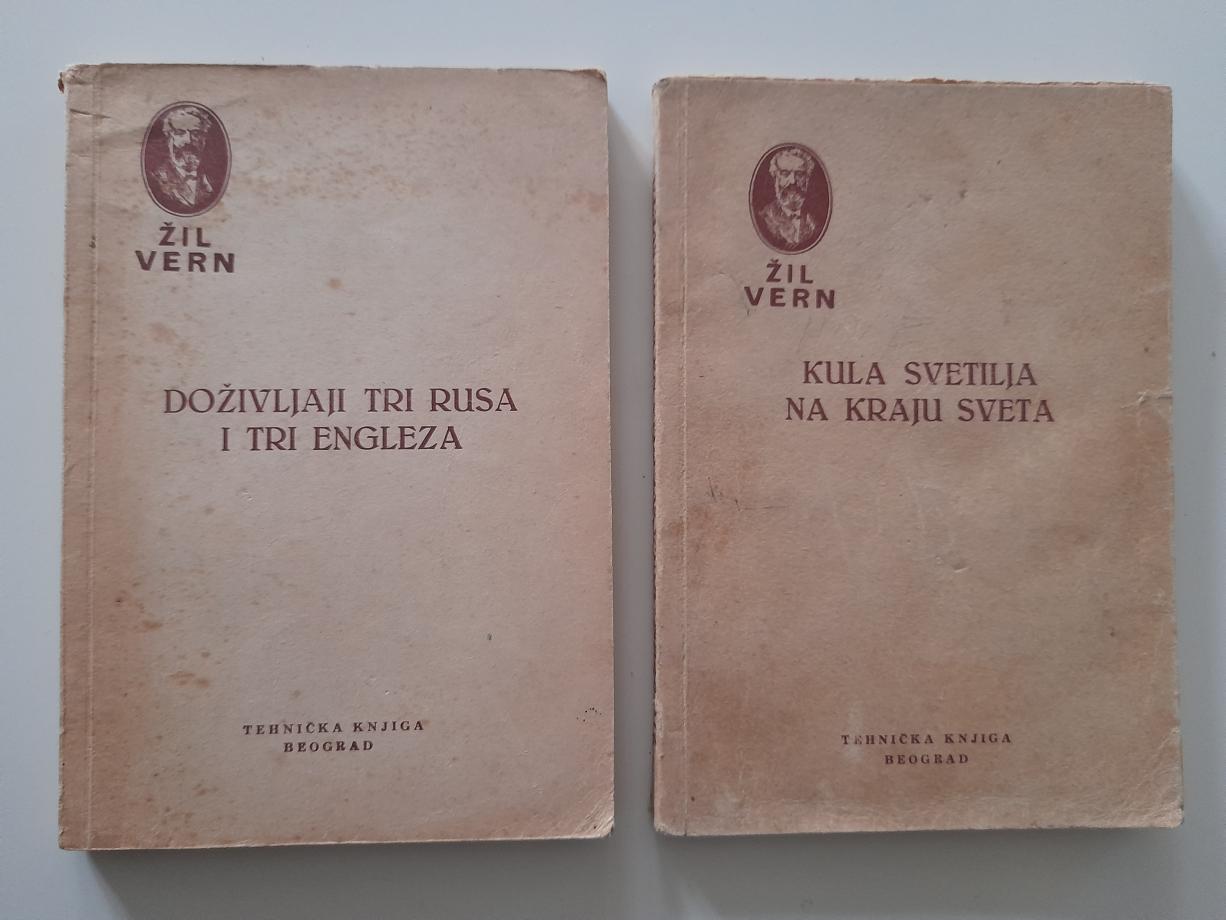 ŽIL
VERN
DOŽIVLJAJI TRI RUSA
I TRI ENGLEZA
TEHNIČKA KNJIGA
BEOGRAD
ŽIL
VERN
KULA SVETILJA
NA KRAJU SVETA
TEHNIČKA KNJIGA
BEOGRAD